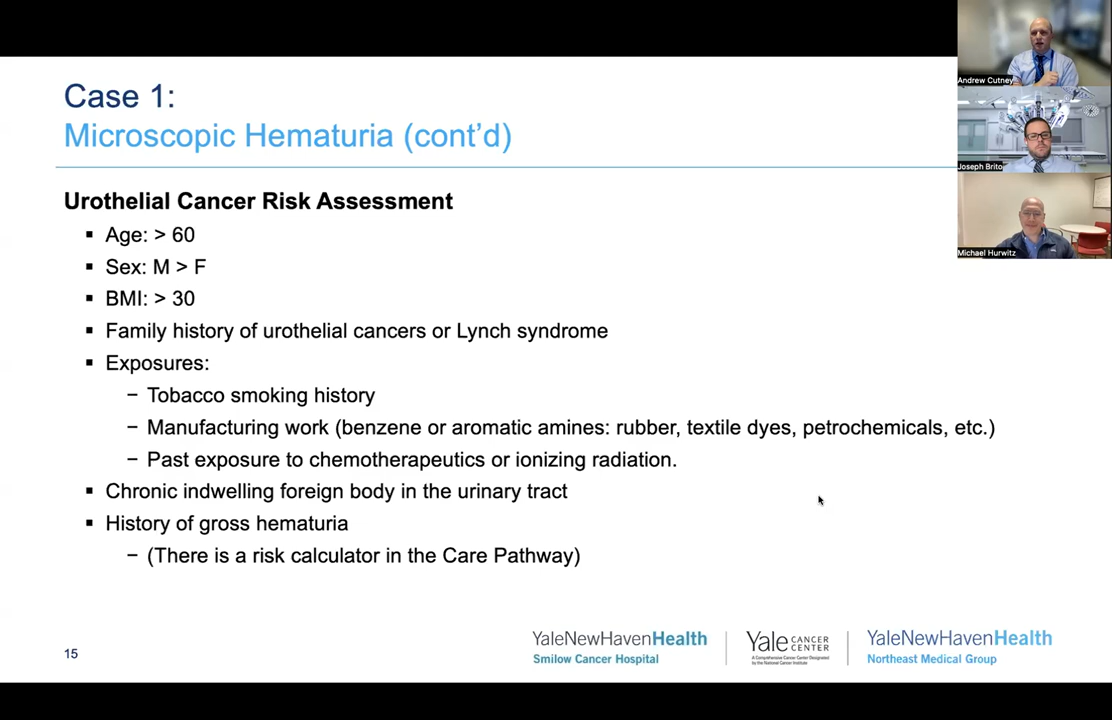 Case 1:
Microscopic Hematuria (cont’d)
Urothelial Cancer Risk Assessment
▪ Age: > 60
▪ Sex: M > F
▪ BMI: > 30
▪ Family history of urothelial cancers or Lynch syndrome
▪ Exposures:
− Tobacco smoking history
− Manufacturing work (benzene or aromatic amines: rubber, textile dyes, petrochemicals, etc.)
− Past exposure to chemotherapeutics or ionizing radiation.
▪ Chronic indwelling foreign body in the urinary tract
▪ History of gross hematuria
− (There is a risk calculator in the Care Pathway)
Andrew Cutney
Joseph Brito
Michael Hurwitz
15
YaleNewHavenHealth
Smilow Cancer Hospital
Yale CANCER CENTER
A Comprehensive Cancer Center Designated
by the National Cancer Institute
YaleNewHavenHealth
Northeast Medical Group